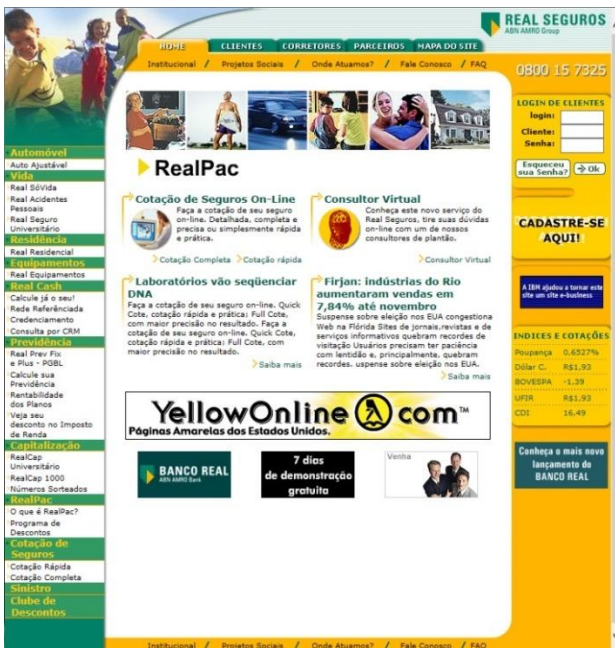 REAL SEGUROS
ABN AMRO Group
HOME CLIENTES CORRETORES PARCEIROS MAPA DO SITE
Institucional / Projetos Sociais / Onde Atuamos? / Fale Conosco / FAQ
0800 15 7325
Automóvel
Auto Ajustável
Vida
Real SóVida
Real Acidentes
Pessoais
Real Seguro
Universitário
Residência
Real Residencial
Equipamentos
Real Equipamentos
Real Cash
Calcule já o seu!
Rede Referenciada
Credenciamento
Consulta por CRM
Previdência
Real Prev Fix
e Plus - PGBL
Calcule sua
Previdência
Rentabilidade
dos Planos
Veja seu
desconto no Imposto
de Renda
Capitalização
RealCap
Universitário
RealCap 1000
Números Sorteados
RealPac
O que é RealPac?
Programa de
Descontos
Cotação de
Seguros
Cotação Rápida
Cotação Completa
Sinistro
Clube de
Descontos
RealPac
Cotação de Seguros On-Line
Faça a cotação de seu seguro
on-line. Detalhada, completa e
precisa ou simplesmente rápida
e prática.
Cotação Completa Cotação rápida
Consultor Virtual
Conheça este novo serviço do
Real Seguros, tire suas dúvidas
on-line com um de nossos
consultores de plantão.
Consultor Virtual
Laboratórios vão seqüenciar
DNA
Faça a cotação de seu seguro on-line. Quick
Cote, cotação rápida e prática; Full Cote,
com maior precisão no resultado. Faça a
cotação de seu seguro on-line. Quick Cote,
cotação rápida e prática; Full Cote, com
maior precisão no resultado.
Saiba mais
Firjan: indústrias do Rio
aumentaram vendas em
7,84% até novembro
Suspense sobre eleição nos EUA congestiona
Web na Flórida Sites de jornais,revistas e de
serviços informativos quebram recordes de
visitação Usuários precisam ter paciência
com lentidão e, principalmente, quebram
recordes. uspense sobre eleição nos EUA.
Saiba mais
YellowOnline com™
Páginas Amarelas dos Estados Unidos.
BANCO REAL
ABN AMRO Bank
7 dias
de demonstração
gratuita
Venha
LOGIN DE CLIENTES
login:
Cliente:
Senha:
Esqueceu
sua Senha?
Ok
CADASTRE-SE
AQUI!
A IBM ajudou a tornar este
site um site e-business
INDICES E COTAÇÕES
Poupança 0,6527%
Dólar C. R$1,93
BOVESPA -1,39
UFIR R$1,93
CDI 16,49
Conheça o mais novo
lançamento do
BANCO REAL
Institucional / Projetos Sociais / Onde Atuamos? / Fale Conosco / FAQ